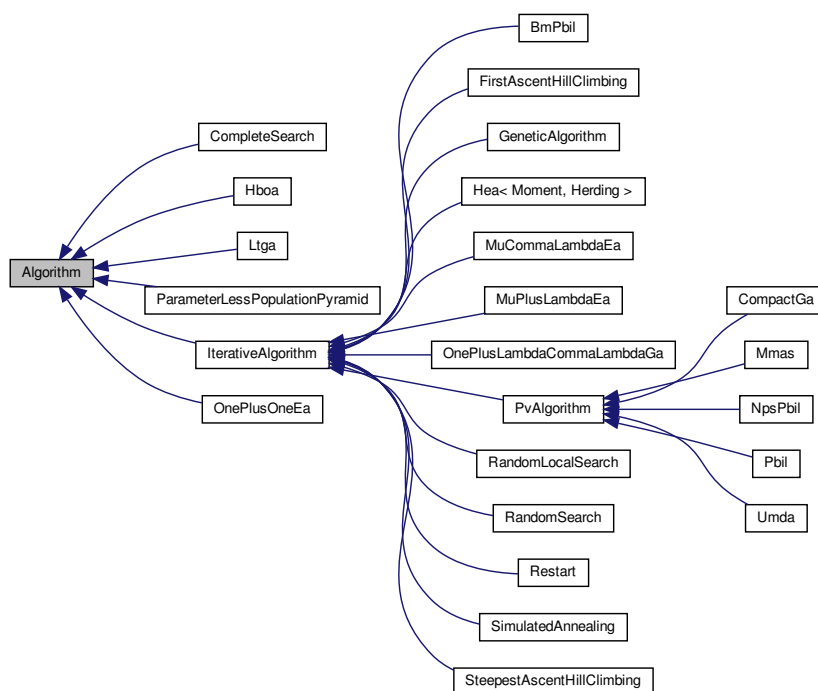 BmPbil
FirstAscentHillClimbing
CompleteSearch
GeneticAlgorithm
Hboa
Hea< Moment, Herding >
Ltga
MuCommaLambdaEa
Algorithm
ParameterLessPopulationPyramid
MuPlusLambdaEa
CompactGa
IterativeAlgorithm
OnePlusLambdaCommaLambdaGa
Mmas
OnePlusOneEa
PvAlgorithm
NpsPbil
RandomLocalSearch
Pbil
RandomSearch
Umda
Restart
SimulatedAnnealing
SteepestAscentHillClimbing